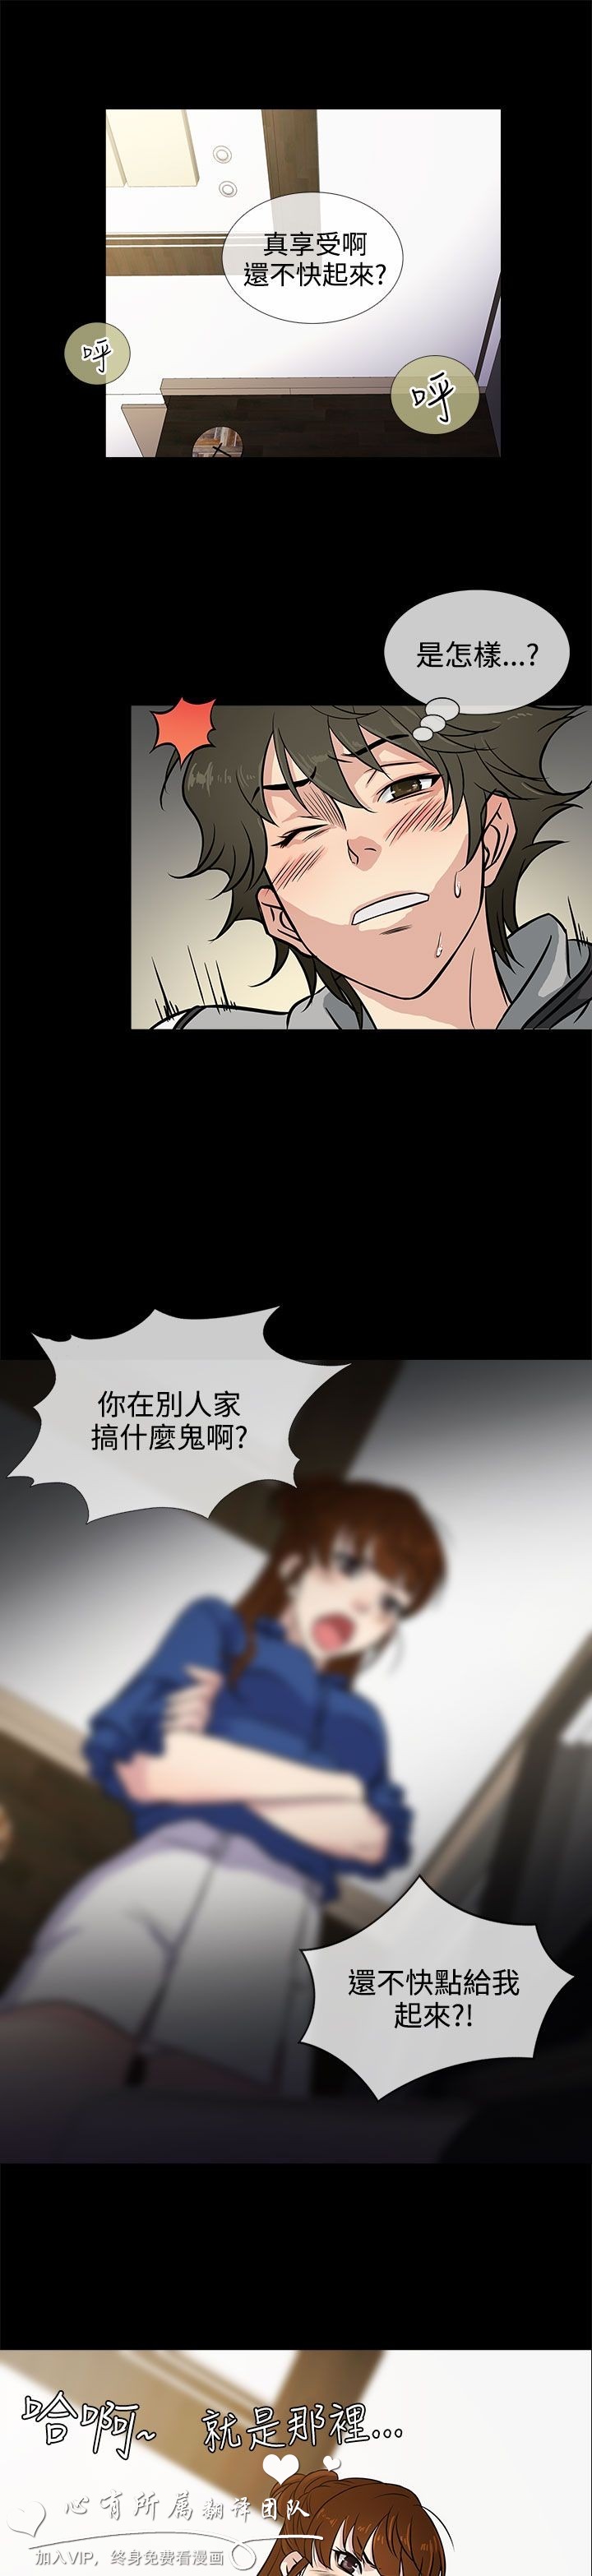 真享受啊
還不快起來?
呼
呼
是怎樣...?
你在別人家
搞什麼鬼啊?
還不快點給我
起來?!
哈啊~ 就是那裡...
心有所属翻译团队
加入VIP，终身免费看漫画